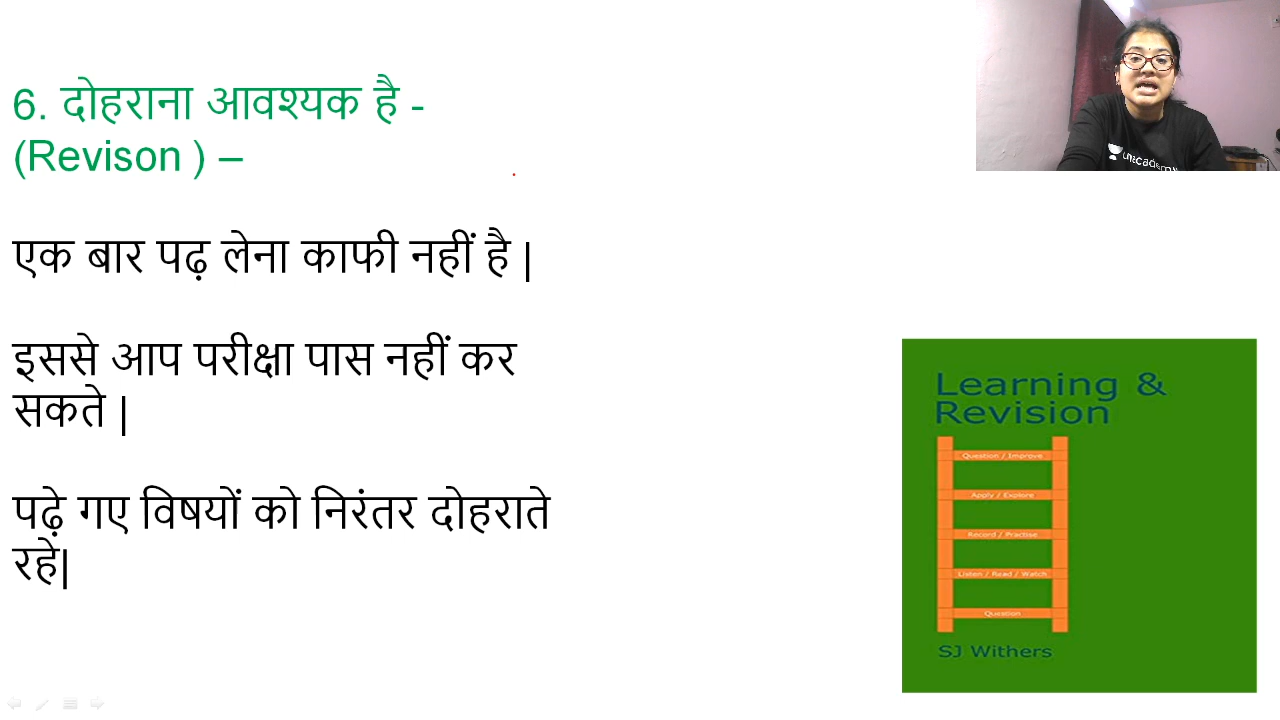 6. दोहराना आवश्यक है -
(Revison ) –
एक बार पढ़ लेना काफी नहीं है |
इससे आप परीक्षा पास नहीं कर
सकते |
पढ़े गए विषयों को निरंतर दोहराते
रहे|
unacademy
Learning &
Revision
Question / Improve
Apply / Explore
Record / Practise
Listen / Read / Watch
Question
SJ Withers